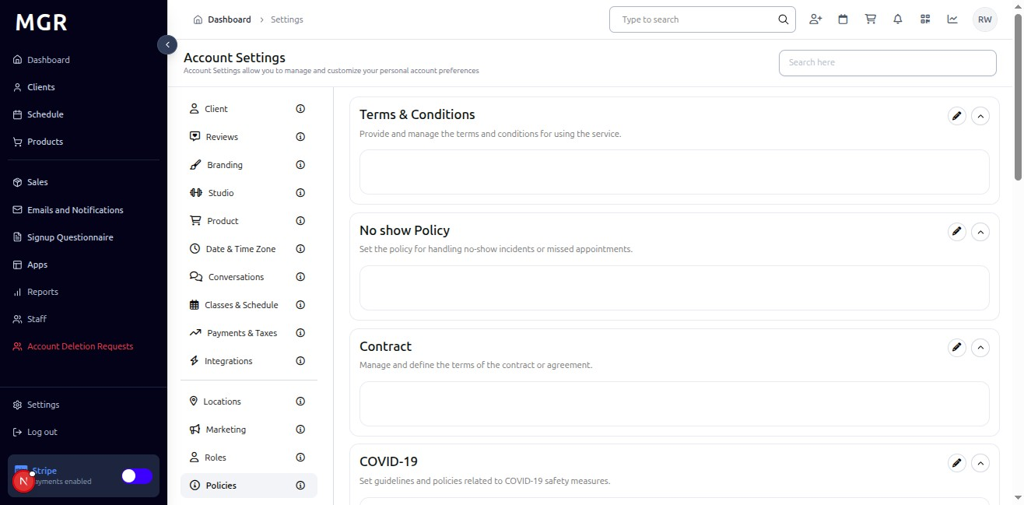 MGR
Dashboard
Clients
Schedule
Products
Sales
Emails and Notifications
Signup Questionnaire
Apps
Reports
Staff
Account Deletion Requests
Settings
Log out
Stripe
ayments enabled
N
Dashboard > Settings
Type to search
RW
Account Settings
Account Settings allow you to manage and customize your personal account preferences
Search here
Client
Reviews
Branding
Studio
Product
Date & Time Zone
Conversations
Classes & Schedule
Payments & Taxes
Integrations
Locations
Marketing
Roles
Policies
Terms & Conditions
Provide and manage the terms and conditions for using the service.
No show Policy
Set the policy for handling no-show incidents or missed appointments.
Contract
Manage and define the terms of the contract or agreement.
COVID-19
Set guidelines and policies related to COVID-19 safety measures.